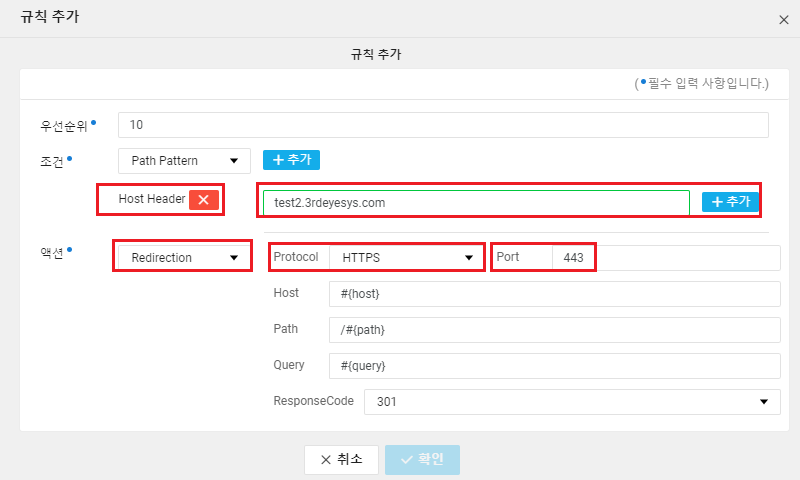 규칙 추가
규칙 추가
(•필수 입력 사항입니다.)
우선순위• 10
조건• Path Pattern + 추가
Host Header test2.3rdeyesys.com + 추가
액션• Redirection Protocol HTTPS Port 443
Host #{host}
Path /#{path}
Query #{query}
ResponseCode 301
취소 확인